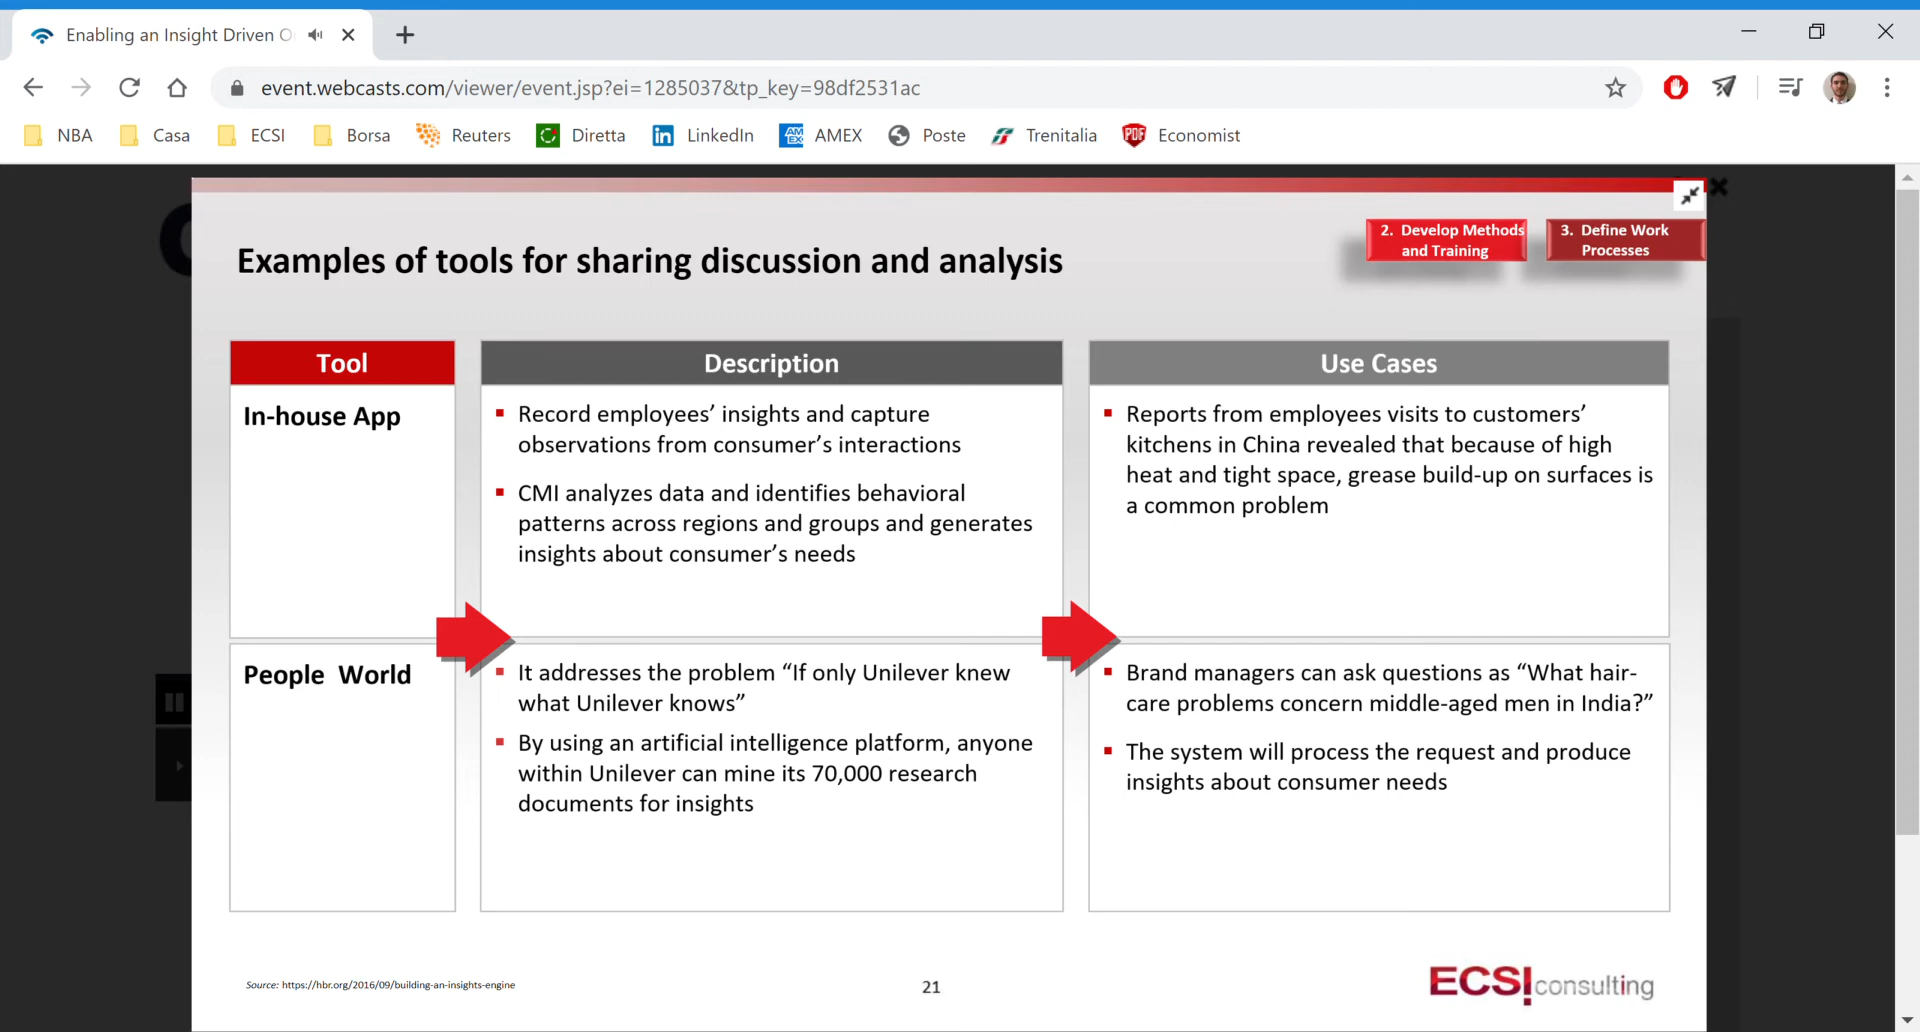 Enabling an Insight Driven O
event.webcasts.com/viewer/event.jsp?ei=1285037&tp_key=98df2531ac
NBA Casa ECSI Borsa Reuters Diretta LinkedIn AM EX AMEX Poste Trenitalia PDF Economist
2. Develop Methods and Training
3. Define Work Processes
Examples of tools for sharing discussion and analysis
Tool Description Use Cases
In-house App
▪ Record employees’ insights and capture
observations from consumer’s interactions
▪ CMI analyzes data and identifies behavioral
patterns across regions and groups and generates
insights about consumer’s needs
▪ Reports from employees visits to customers’
kitchens in China revealed that because of high
heat and tight space, grease build-up on surfaces is
a common problem
People World
▪ It addresses the problem “If only Unilever knew
what Unilever knows”
▪ By using an artificial intelligence platform, anyone
within Unilever can mine its 70,000 research
documents for insights
▪ Brand managers can ask questions as “What hair-
care problems concern middle-aged men in India?”
▪ The system will process the request and produce
insights about consumer needs
Source: https://hbr.org/2016/09/building-an-insights-engine
21
ECSI consulting